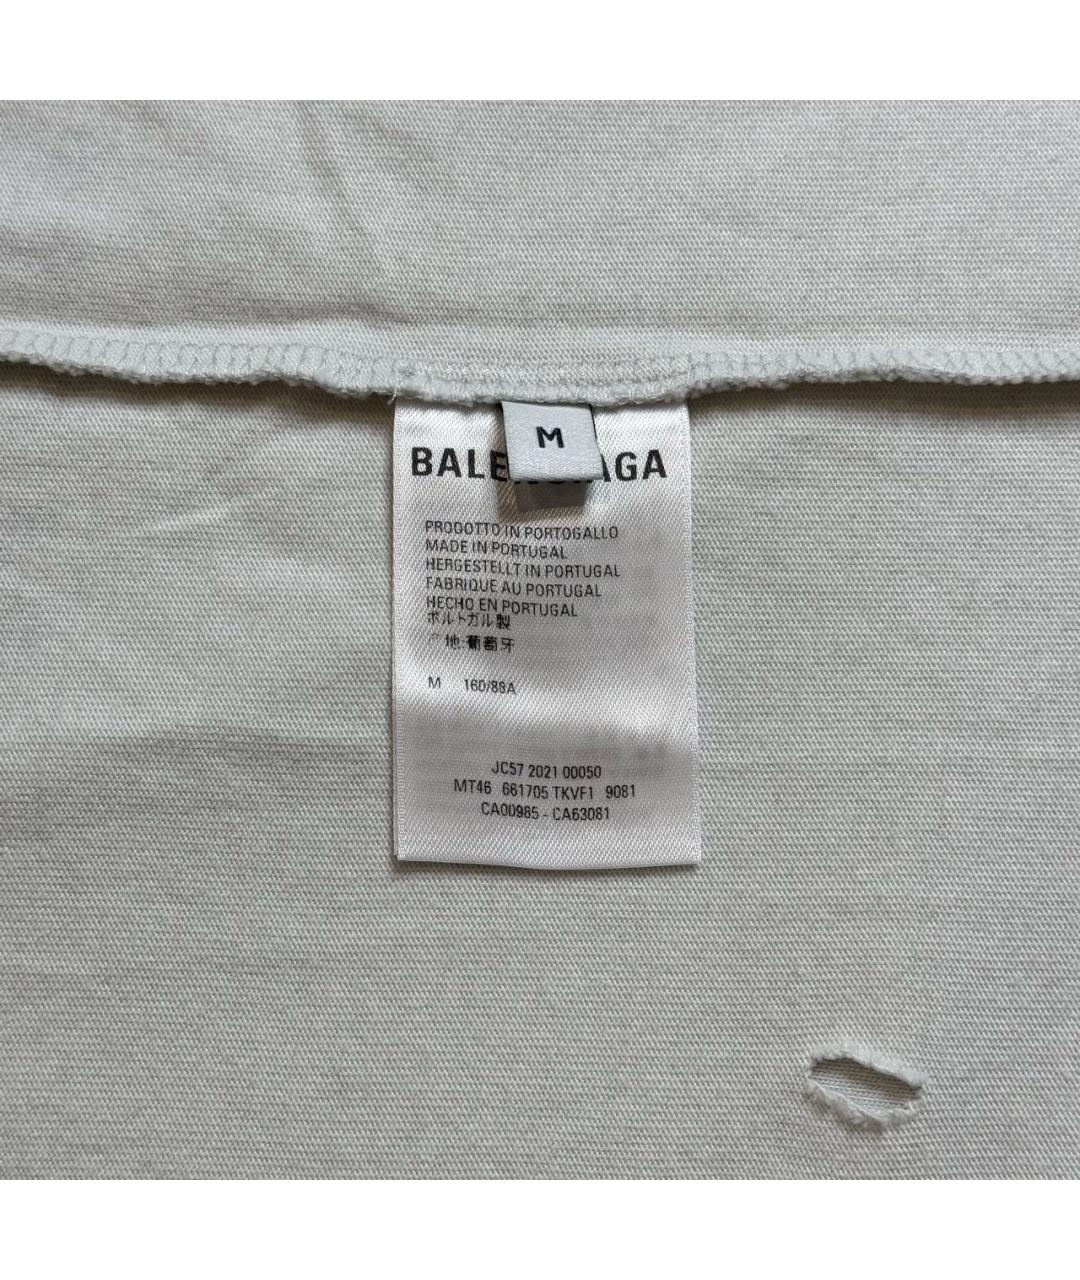 M
BALENCIAGA
PRODOTTO IN PORTOGALLO
MADE IN PORTUGAL
HERGESTELLT IN PORTUGAL
FABRIQUE AU PORTUGAL
HECHO EN PORTUGAL
ポルトガル製
地:葡萄牙
M 160/88A
JC57 2021 00050
MT46 661705 TKVF1 9081
CA00985 - CA63081